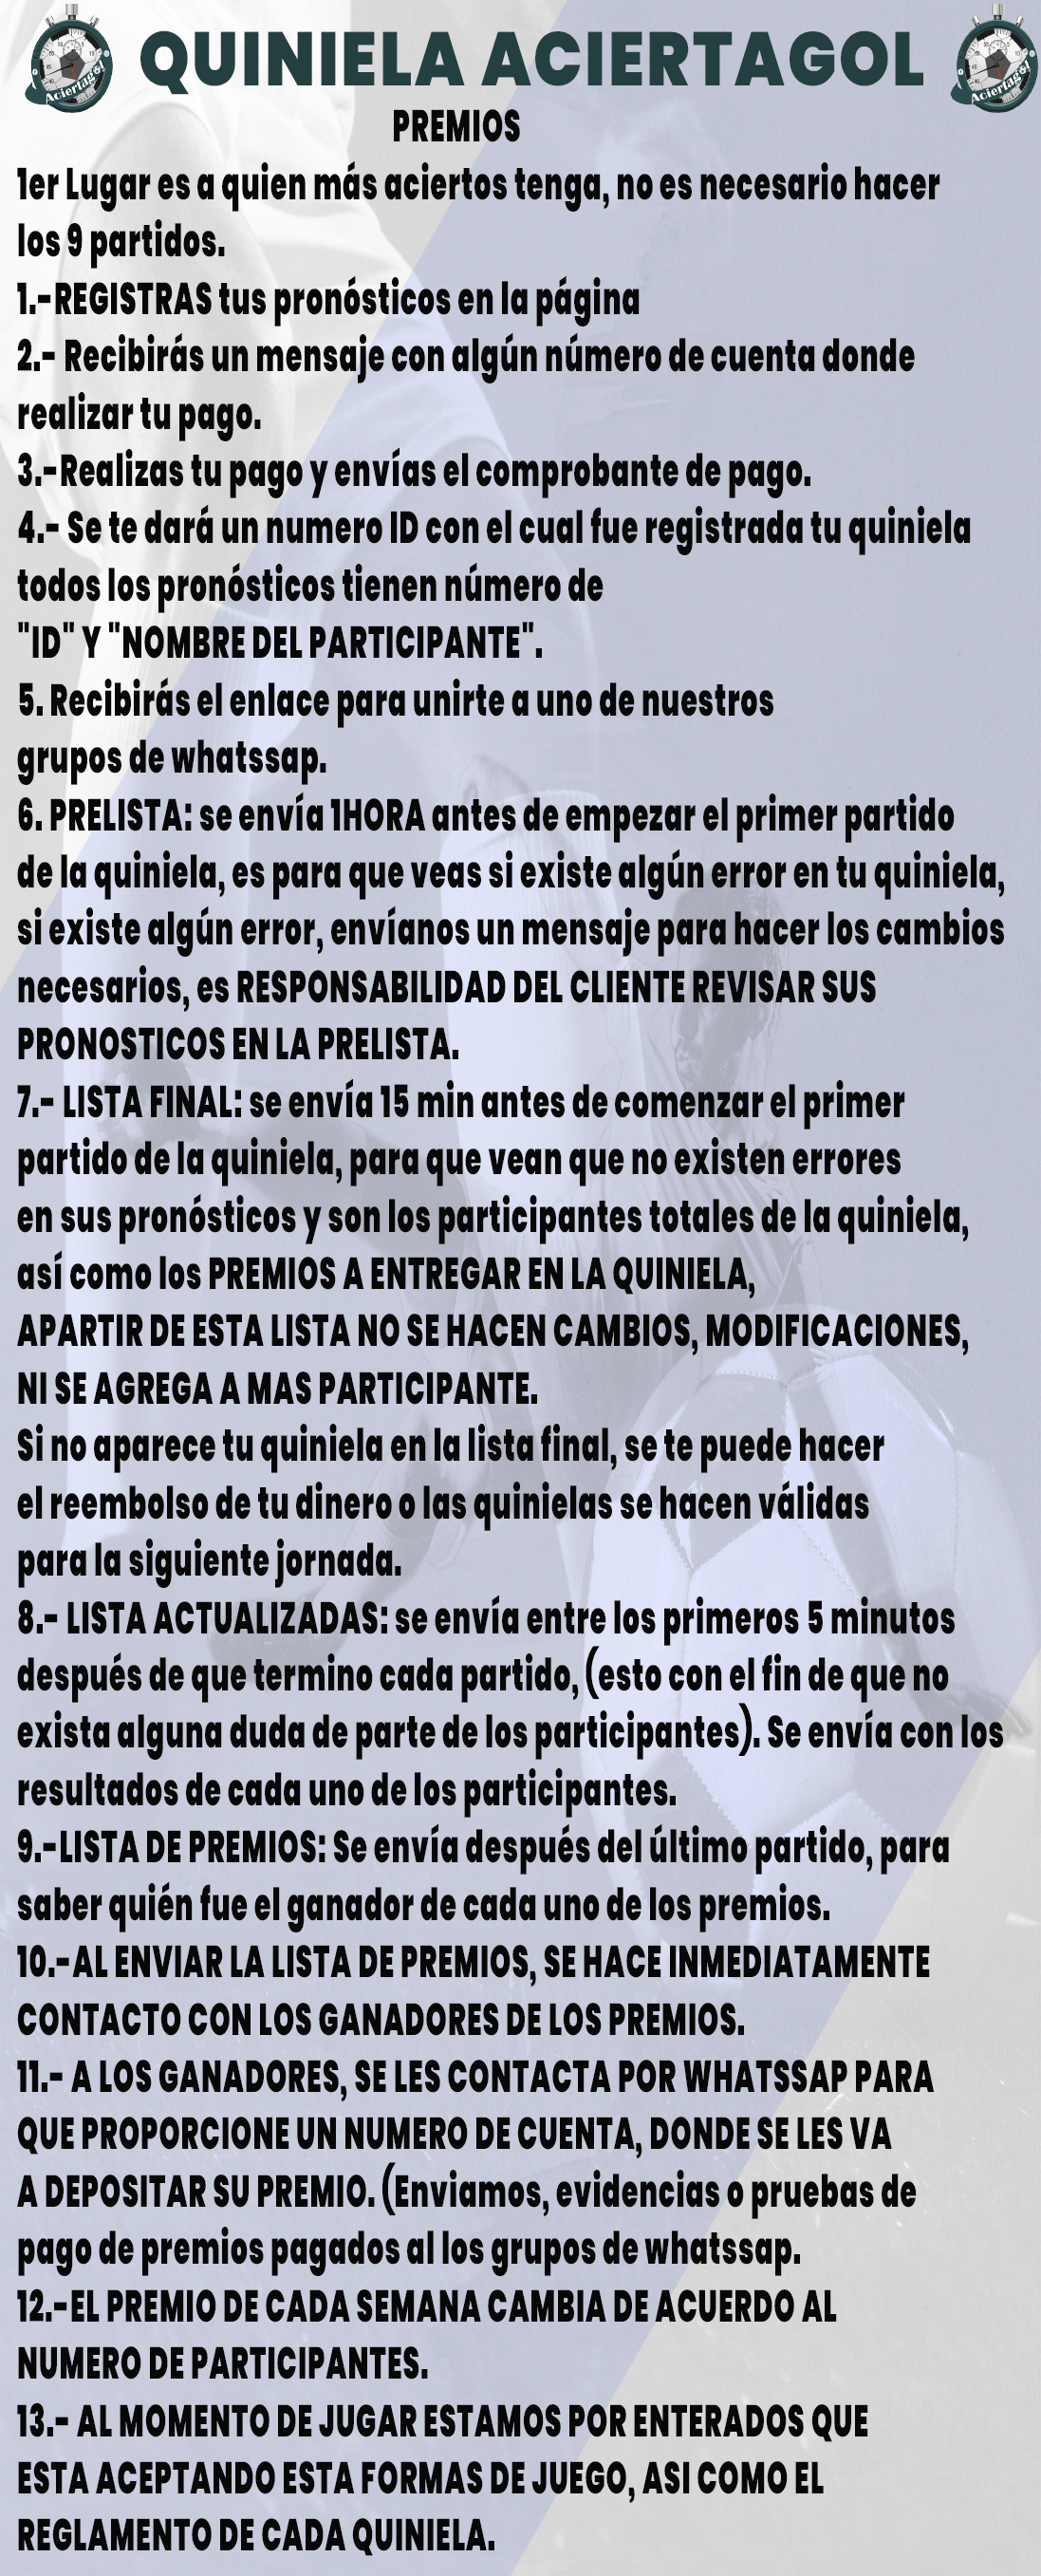 QUINIELA ACIERTAGOL
Aciertagol
Aciertagol
PREMIOS
1er Lugar es a quien más aciertos tenga, no es necesario hacer
los 9 partidos.
1.-REGISTRAS tus pronósticos en la página
2.- Recibirás un mensaje con algún número de cuenta donde
realizar tu pago.
3.-Realizas tu pago y envías el comprobante de pago.
4.- Se te dará un numero ID con el cual fue registrada tu quiniela
todos los pronósticos tienen número de
"ID" Y "NOMBRE DEL PARTICIPANTE".
5. Recibirás el enlace para unirte a uno de nuestros
grupos de whatssap.
6. PRELISTA: se envía 1HORA antes de empezar el primer partido
de la quiniela, es para que veas si existe algún error en tu quiniela,
si existe algún error, envíanos un mensaje para hacer los cambios
necesarios, es RESPONSABILIDAD DEL CLIENTE REVISAR SUS
PRONOSTICOS EN LA PRELISTA.
7.- LISTA FINAL: se envía 15 min antes de comenzar el primer
partido de la quiniela, para que vean que no existen errores
en sus pronósticos y son los participantes totales de la quiniela,
así como los PREMIOS A ENTREGAR EN LA QUINIELA,
APARTIR DE ESTA LISTA NO SE HACEN CAMBIOS, MODIFICACIONES,
NI SE AGREGA A MAS PARTICIPANTE.
Si no aparece tu quiniela en la lista final, se te puede hacer
el reembolso de tu dinero o las quinielas se hacen válidas
para la siguiente jornada.
8.- LISTA ACTUALIZADAS: se envía entre los primeros 5 minutos
después de que termino cada partido, (esto con el fin de que no
exista alguna duda de parte de los participantes). Se envía con los
resultados de cada uno de los participantes.
9.-LISTA DE PREMIOS: Se envía después del último partido, para
saber quién fue el ganador de cada uno de los premios.
10.-AL ENVIAR LA LISTA DE PREMIOS, SE HACE INMEDIATAMENTE
CONTACTO CON LOS GANADORES DE LOS PREMIOS.
11.- A LOS GANADORES, SE LES CONTACTA POR WHATSSAP PARA
QUE PROPORCIONE UN NUMERO DE CUENTA, DONDE SE LES VA
A DEPOSITAR SU PREMIO. (Enviamos, evidencias o pruebas de
pago de premios pagados al los grupos de whatssap.
12.-EL PREMIO DE CADA SEMANA CAMBIA DE ACUERDO AL
NUMERO DE PARTICIPANTES.
13.- AL MOMENTO DE JUGAR ESTAMOS POR ENTERADOS QUE
ESTA ACEPTANDO ESTA FORMAS DE JUEGO, ASI COMO EL
REGLAMENTO DE CADA QUINIELA.